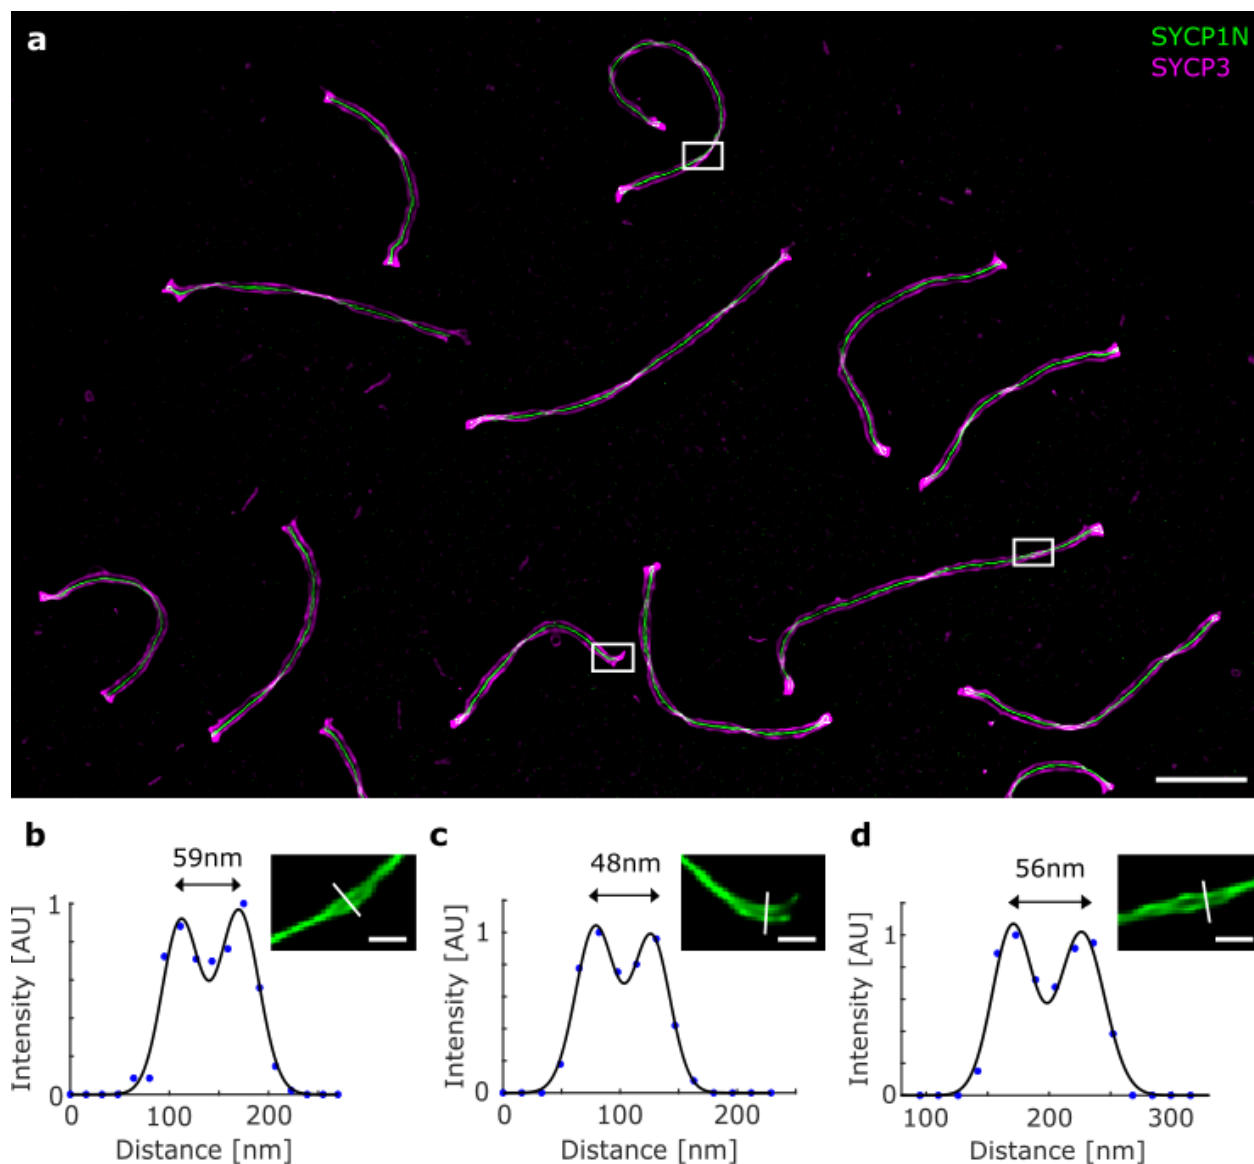 a
SYCP1N
SYCP3
b
59nm
1
0
Intensity [AU]
100
200
Distance [nm]
c
48nm
1
0
Intensity [AU]
0
100
200
Distance [nm]
d
56nm
1
0
Intensity [AU]
100
200
300
Distance [nm]